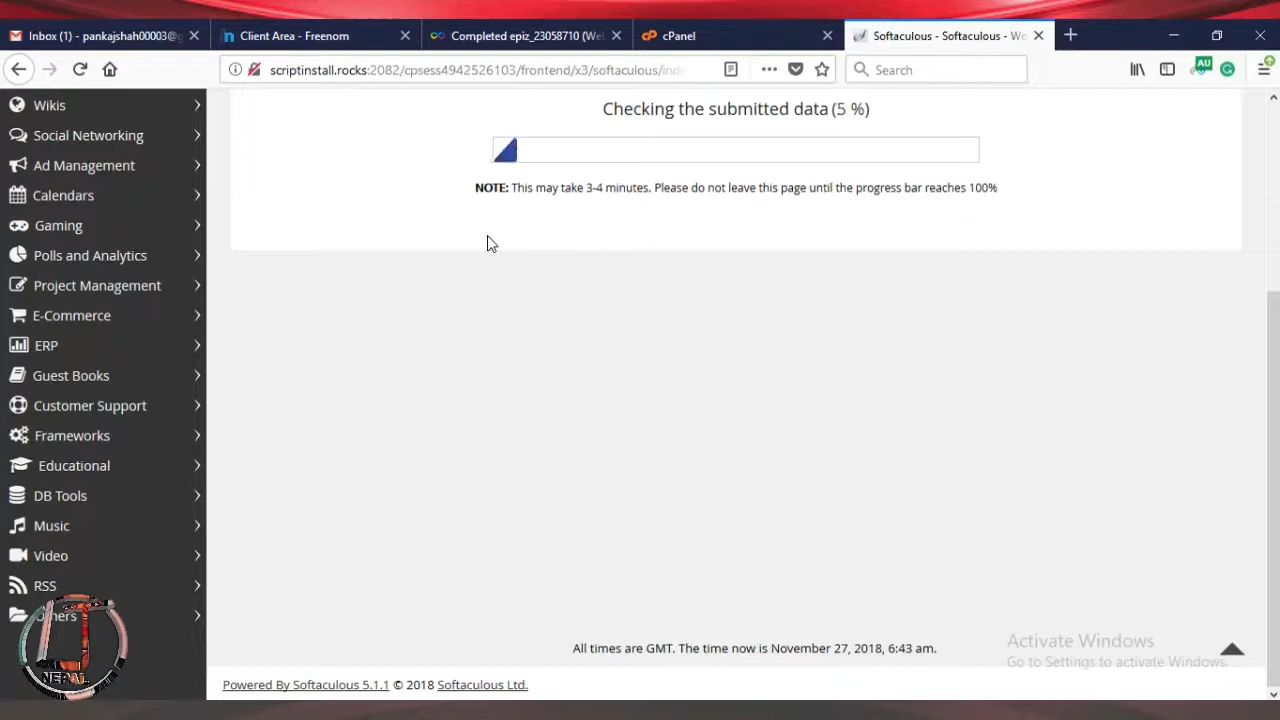 Inbox (1) - pankajshah00003@g
Client Area - Freenom
Completed epiz_23058710 (We
cPanel
Softaculous - Softaculous - Wo
scriptinstall.rocks:2082/cpsess4942526103/frontend/x3/softaculous/inde
Search
AU
Wikis
Social Networking
Ad Management
Calendars
Gaming
Polls and Analytics
Project Management
E-Commerce
ERP
Guest Books
Customer Support
Frameworks
Educational
DB Tools
Music
Video
RSS
Others
Checking the submitted data (5 %)
NOTE: This may take 3-4 minutes. Please do not leave this page until the progress bar reaches 100%
All times are GMT. The time now is November 27, 2018, 6:43 am.
Activate Windows
Go to Settings to activate Windows.
Powered By Softaculous 5.1.1 © 2018 Softaculous Ltd.
NEPAL